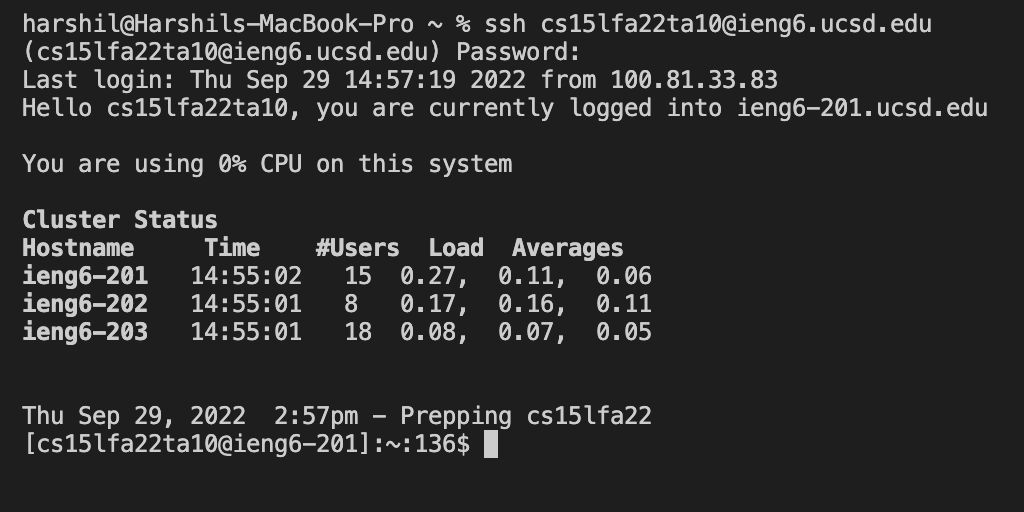 harshil@Harshils-MacBook-Pro ~ % ssh cs15lfa22ta10@ieng6.ucsd.edu
(cs15lfa22ta10@ieng6.ucsd.edu) Password:
Last login: Thu Sep 29 14:57:19 2022 from 100.81.33.83
Hello cs15lfa22ta10, you are currently logged into ieng6-201.ucsd.edu
You are using 0% CPU on this system
Cluster Status
Hostname     Time    #Users  Load  Averages
ieng6-201   14:55:02   15  0.27,  0.11,  0.06
ieng6-202   14:55:01   8   0.17,  0.16,  0.11
ieng6-203   14:55:01   18  0.08,  0.07,  0.05
Thu Sep 29, 2022  2:57pm - Prepping cs15lfa22
[cs15lfa22ta10@ieng6-201]:~:136$